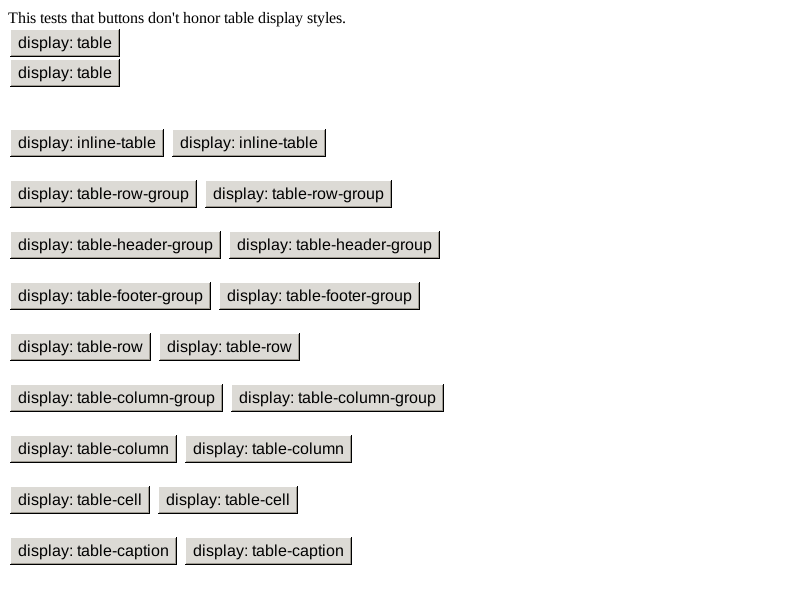 This tests that buttons don't honor table display styles.
display: table
display: table
display: inline-table display: inline-table
display: table-row-group display: table-row-group
display: table-header-group display: table-header-group
display: table-footer-group display: table-footer-group
display: table-row display: table-row
display: table-column-group display: table-column-group
display: table-column display: table-column
display: table-cell display: table-cell
display: table-caption display: table-caption